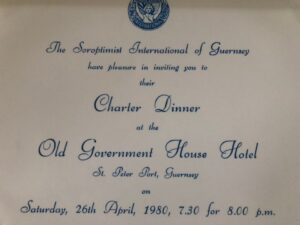 The Soroptimist International of Guernsey
have pleasure in inviting you to
their
Charter Dinner
at the
Old Government House Hotel
St. Peter Port, Guernsey
on
Saturday, 26th April, 1980, 7.30 for 8.00 p.m.